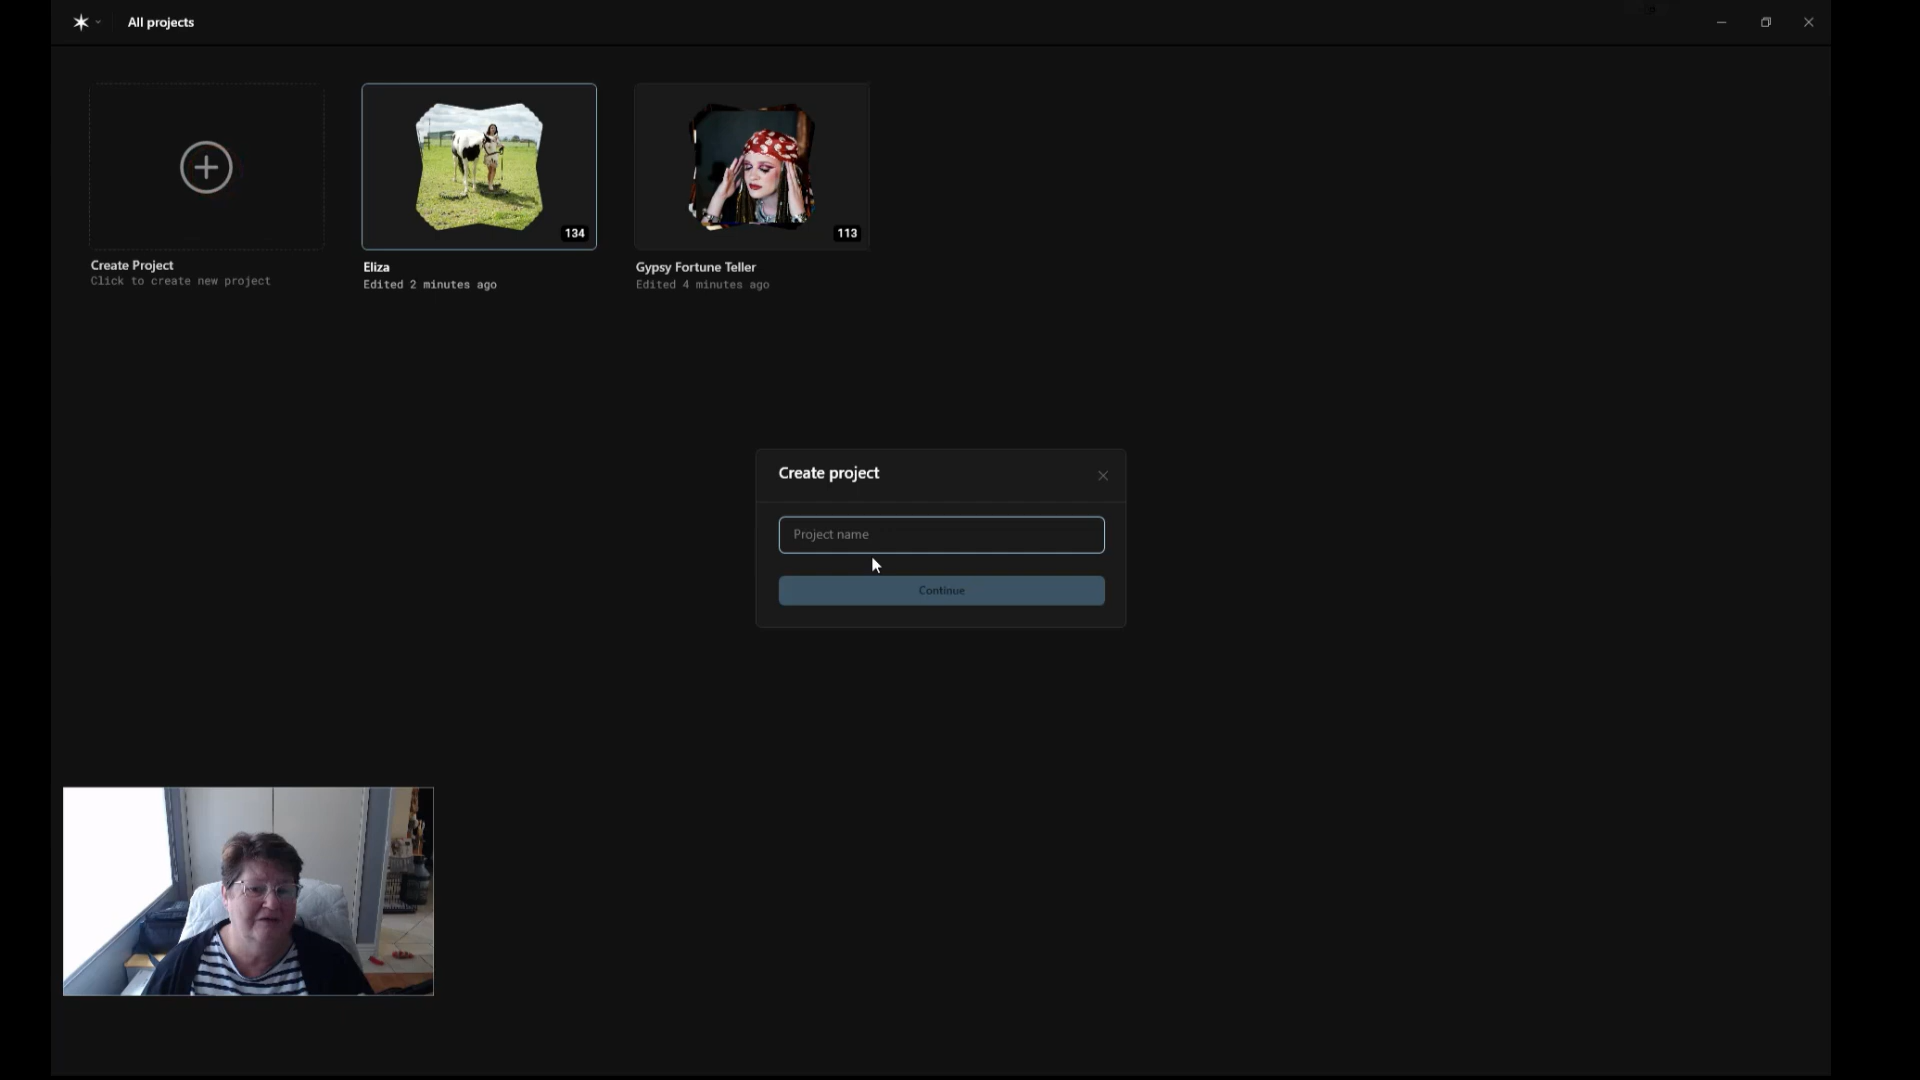 All projects
134
113
Create Project
Click to create new project
Eliza
Edited 2 minutes ago
Gypsy Fortune Teller
Edited 4 minutes ago
Create project
Project name
Continue